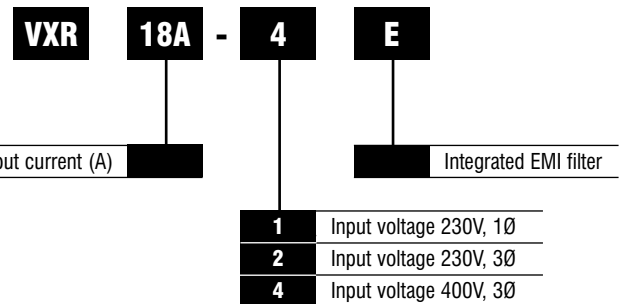 VXR 18A - 4 E
current (A)
Integrated EMI filter
1 Input voltage 230V, 1Ø
2 Input voltage 230V, 3Ø
4 Input voltage 400V, 3Ø